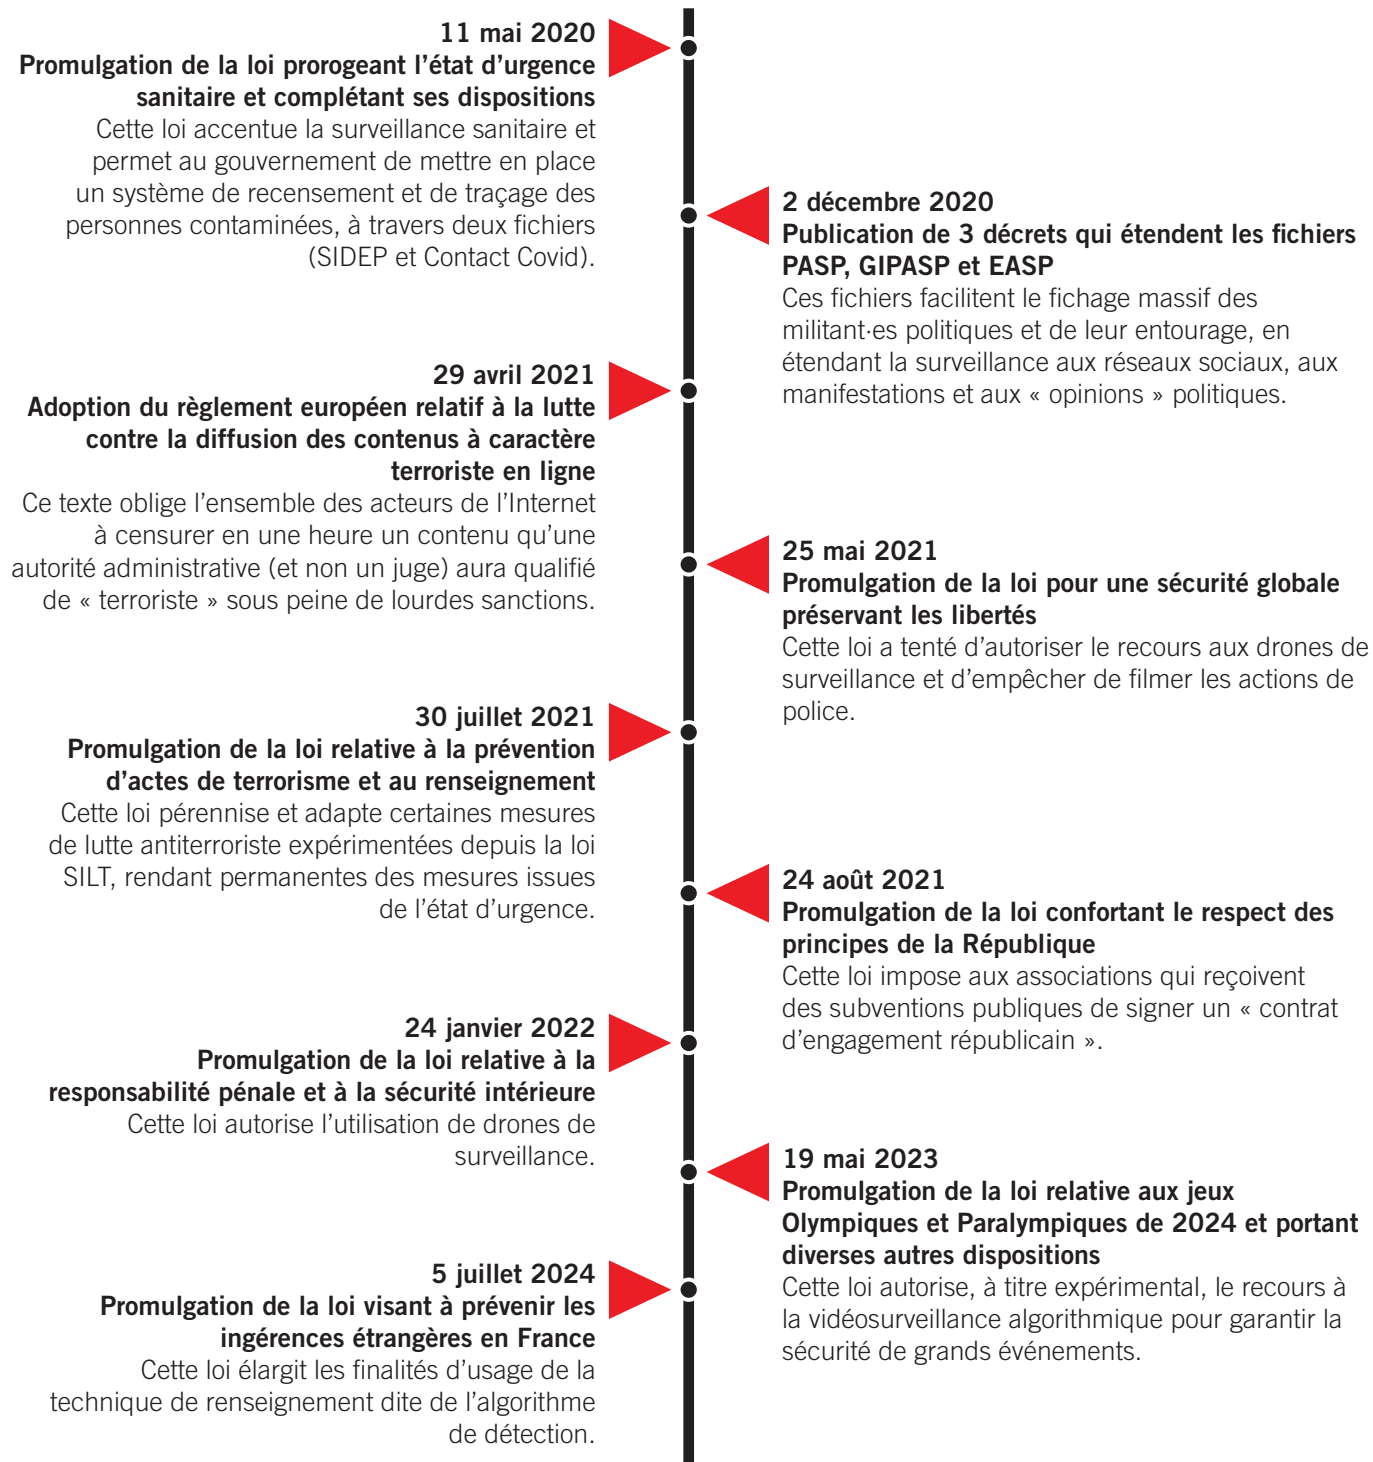 11 mai 2020
Promulgation de la loi prorogeant l’état d’urgence
sanitaire et complétant ses dispositions
Cette loi accentue la surveillance sanitaire et
permet au gouvernement de mettre en place
un système de recensement et de traçage des
personnes contaminées, à travers deux fichiers
(SIDEP et Contact Covid).
2 décembre 2020
Publication de 3 décrets qui étendent les fichiers
PASP, GIPASP et EASP
Ces fichiers facilitent le fichage massif des
militant·es politiques et de leur entourage, en
étendant la surveillance aux réseaux sociaux, aux
manifestations et aux « opinions » politiques.
29 avril 2021
Adoption du règlement européen relatif à la lutte
contre la diffusion des contenus à caractère
terroriste en ligne
Ce texte oblige l’ensemble des acteurs de l’Internet
à censurer en une heure un contenu qu’une
autorité administrative (et non un juge) aura qualifié
de « terroriste » sous peine de lourdes sanctions.
25 mai 2021
Promulgation de la loi pour une sécurité globale
préservant les libertés
Cette loi a tenté d’autoriser le recours aux drones de
surveillance et d’empêcher de filmer les actions de
police.
30 juillet 2021
Promulgation de la loi relative à la prévention
d’actes de terrorisme et au renseignement
Cette loi pérennise et adapte certaines mesures
de lutte antiterroriste expérimentées depuis la loi
SILT, rendant permanentes des mesures issues
de l’état d’urgence.
24 août 2021
Promulgation de la loi confortant le respect des
principes de la République
Cette loi impose aux associations qui reçoivent
des subventions publiques de signer un « contrat
d’engagement républicain ».
24 janvier 2022
Promulgation de la loi relative à la
responsabilité pénale et à la sécurité intérieure
Cette loi autorise l’utilisation de drones de
surveillance.
19 mai 2023
Promulgation de la loi relative aux jeux
Olympiques et Paralympiques de 2024 et portant
diverses autres dispositions
Cette loi autorise, à titre expérimental, le recours à
la vidéosurveillance algorithmique pour garantir la
sécurité de grands événements.
5 juillet 2024
Promulgation de la loi visant à prévenir les
ingérences étrangères en France
Cette loi élargit les finalités d’usage de la
technique de renseignement dite de l’algorithme
de détection.